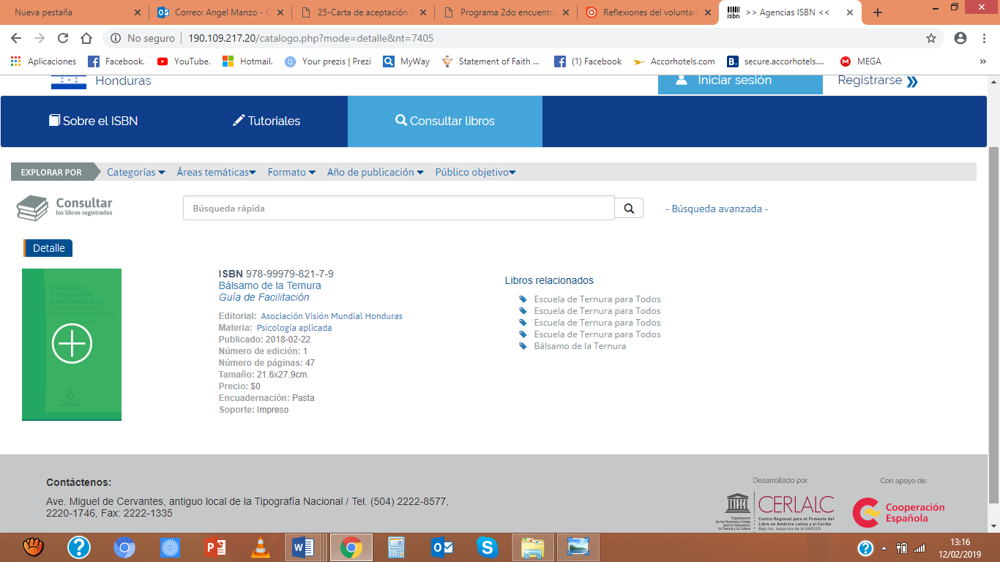 Nueva pestaña
Correo: Angel Manzo - O
25-Carta de aceptación A
Programa 2do encuentro
Reflexiones del voluntari
>> Agencias ISBN <<
No seguro
190.109.217.20/catalogo.php?mode=detalle&nt=7405
Aplicaciones
Facebook.
YouTube.
Hotmail.
Your prezis | Prezi
MyWay
Statement of Faith ...
(1) Facebook
Accorhotels.com
secure.accorhotels....
MEGA
»
Honduras
Iniciar sesión
Registrarse
Sobre el ISBN
Tutoriales
Consultar libros
EXPLORAR POR
Categorías
Áreas temáticas
Formato
Año de publicación
Público objetivo
Consultar
los libros registrados
Búsqueda rápida
- Búsqueda avanzada -
Detalle
CURRÍCULO
Y EVALUACIÓN
EN MATEMÁTICAS
ISBN 978-99979-821-7-9
Bálsamo de la Ternura
Guía de Facilitación
Editorial: Asociación Visión Mundial Honduras
Materia: Psicología aplicada
Publicado: 2018-02-22
Número de edición: 1
Número de páginas: 47
Tamaño: 21.6x27.9cm.
Precio: $0
Encuadernación: Pasta
Soporte: Impreso
Libros relacionados
Escuela de Ternura para Todos
Escuela de Ternura para Todos
Escuela de Ternura para Todos
Escuela de Ternura para Todos
Bálsamo de la Ternura
Contáctenos:
Ave. Miguel de Cervantes, antiguo local de la Tipografía Nacional / Tel. (504) 2222-8577,
2220-1746, Fax: 2222-1335
Desarrollado por:
Organización
de las Naciones Unidas
para la Educación,
la Ciencia y la Cultura
CERLALC
Centro Regional para el Fomento del
Libro en América Latina y el Caribe
Bajo los auspicios de la UNESCO
Con apoyo de:
Cooperación
Española
13:16
12/02/2019